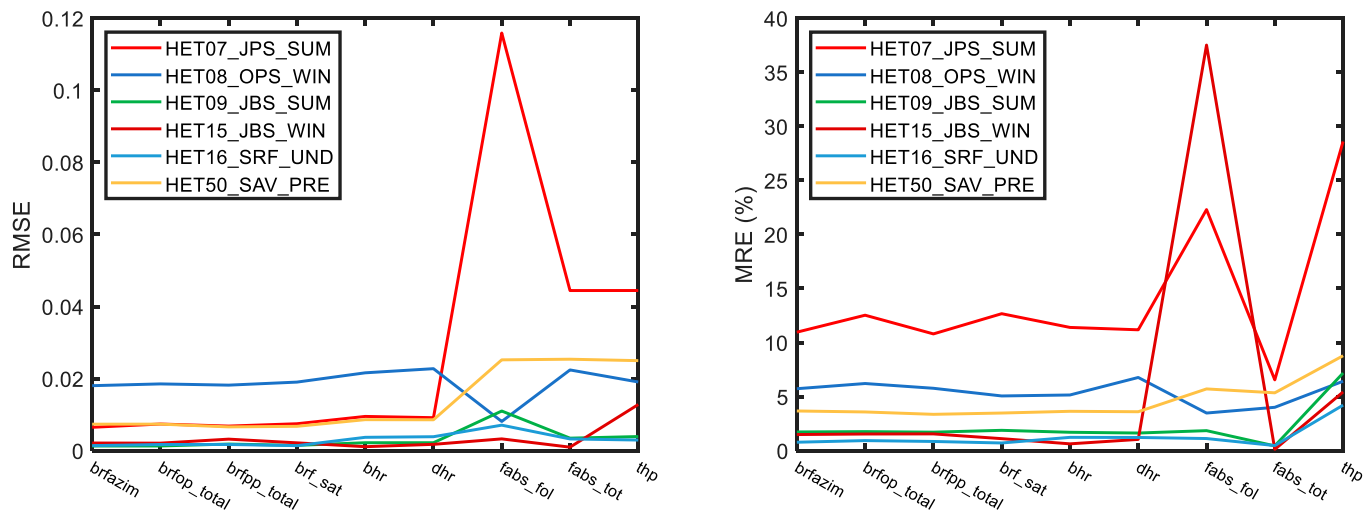 0.12
0.1
0.08
0.06
0.04
0.02
0
RMSE
HET07_JPS_SUM
HET08_OPS_WIN
HET09_JBS_SUM
HET15_JBS_WIN
HET16_SRF_UND
HET50_SAV_PRE
brfazim
brfop_total
brfpp_total
brf_sat
bhr
dhr
fabs_fol
fabs_tot
thp
40
35
30
25
20
15
10
5
0
MRE (%)
HET07_JPS_SUM
HET08_OPS_WIN
HET09_JBS_SUM
HET15_JBS_WIN
HET16_SRF_UND
HET50_SAV_PRE
brfazim
brfop_total
brfpp_total
brf_sat
bhr
dhr
fabs_fol
fabs_tot
thp